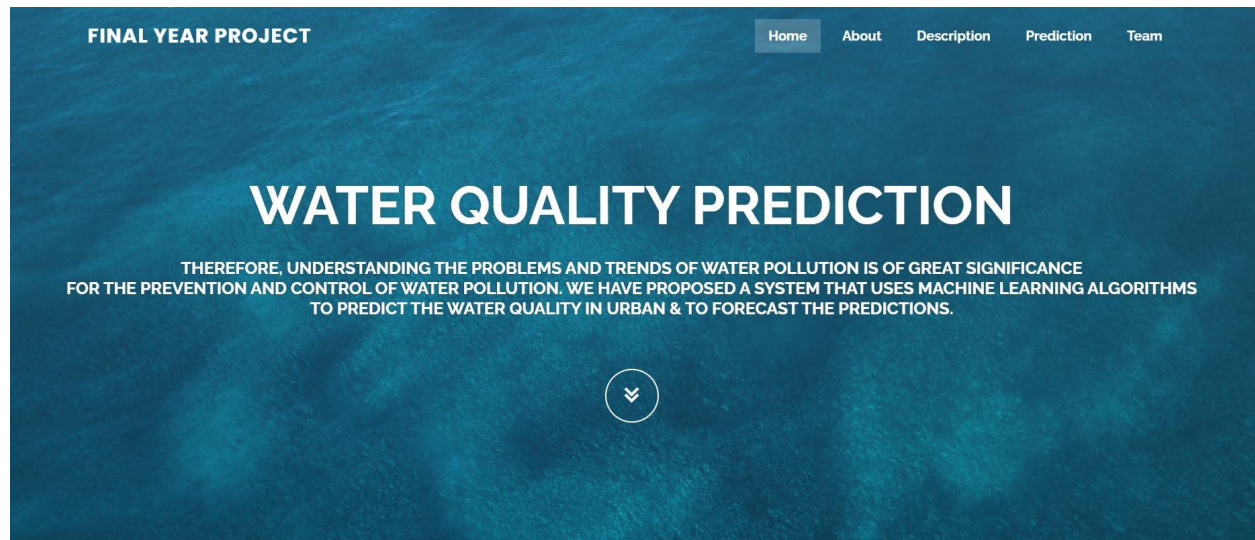 FINAL YEAR PROJECT
Home About Description Prediction Team
WATER QUALITY PREDICTION
THEREFORE, UNDERSTANDING THE PROBLEMS AND TRENDS OF WATER POLLUTION IS OF GREAT SIGNIFICANCE
FOR THE PREVENTION AND CONTROL OF WATER POLLUTION. WE HAVE PROPOSED A SYSTEM THAT USES MACHINE LEARNING ALGORITHMS
TO PREDICT THE WATER QUALITY IN URBAN & TO FORECAST THE PREDICTIONS.